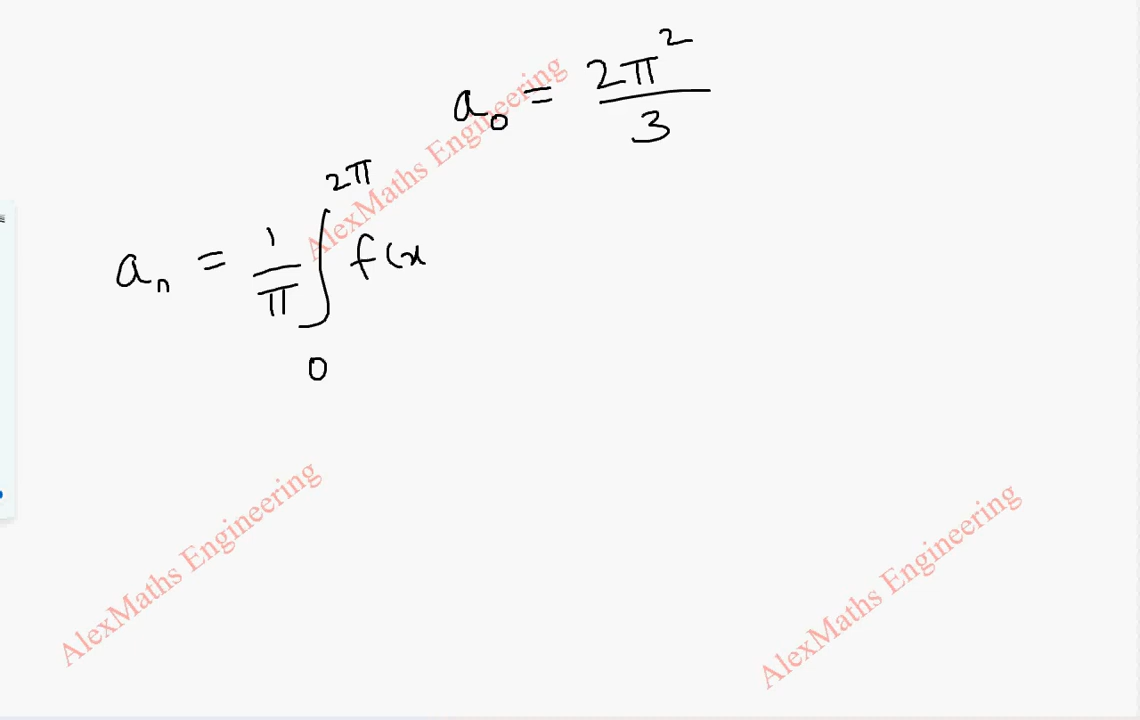 a₀ = 2π² / 3
aₙ = 1/π ∫₀^2π f(x
AlexMaths Engineering
AlexMaths Engineering
AlexMaths Engineering